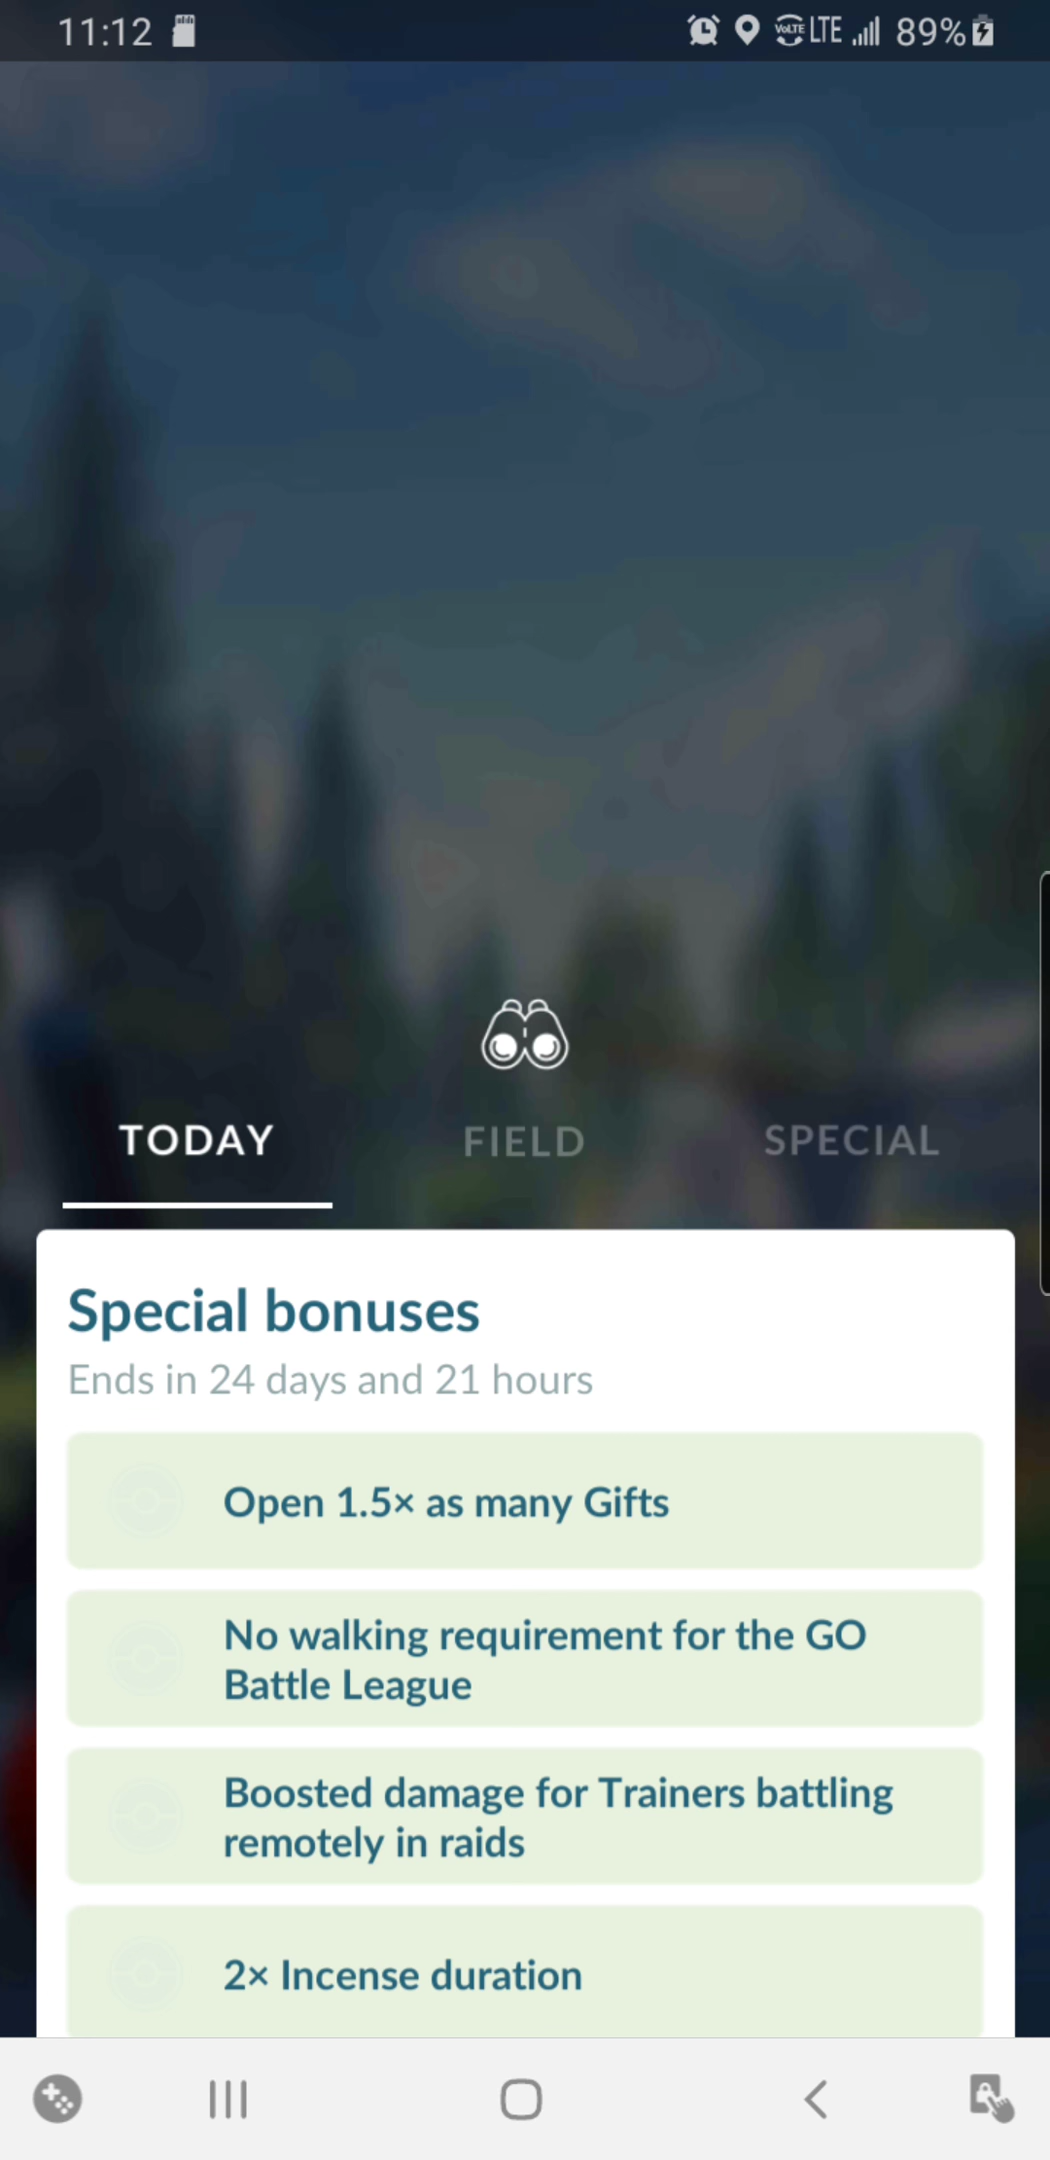 11:12 VoLTE LTE 89%
TODAY FIELD SPECIAL
Special bonuses
Ends in 24 days and 21 hours
Open 1.5× as many Gifts
No walking requirement for the GO
Battle League
Boosted damage for Trainers battling
remotely in raids
2× Incense duration